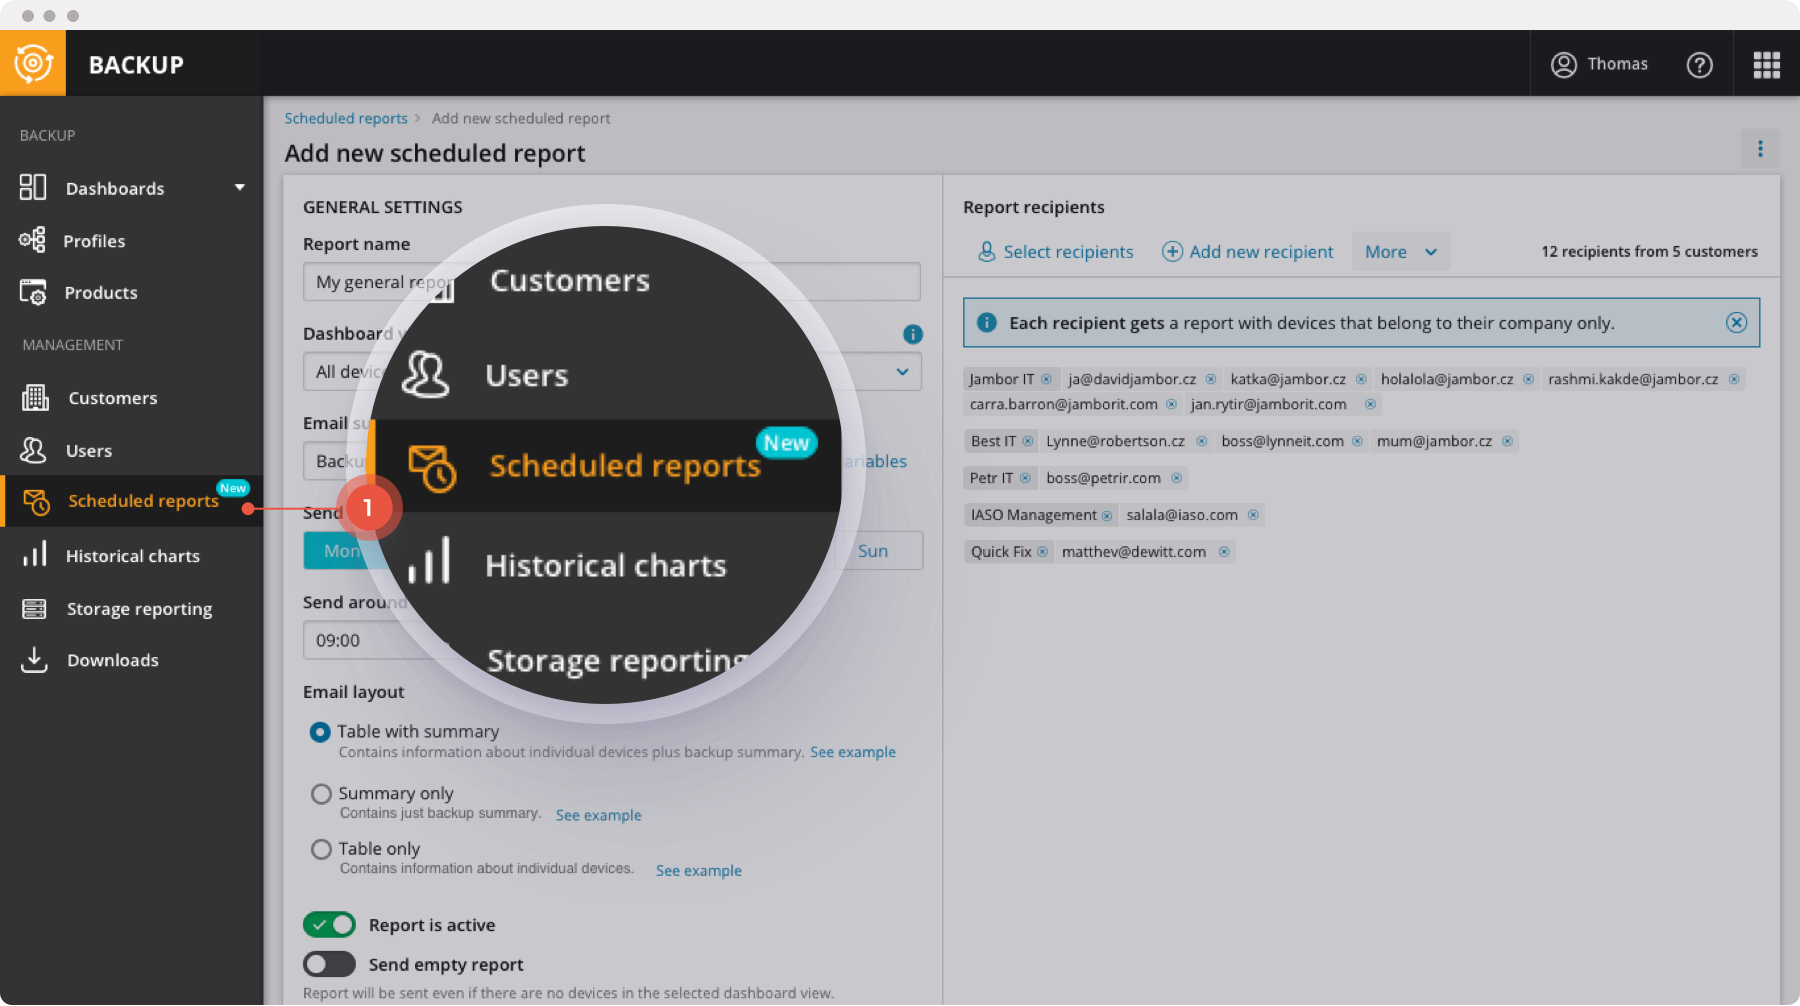 BACKUP
Thomas
BACKUP
Dashboards
Profiles
Products
MANAGEMENT
Customers
Users
Scheduled reports New
Historical charts
Storage reporting
Downloads
Scheduled reports > Add new scheduled report
Add new scheduled report
GENERAL SETTINGS
Report name
My general repor
Dashboard v
All devic
Email su
Backu
ariables
Send
Mon
Sun
Send around
09:00
Email layout
Table with summary
Contains information about individual devices plus backup summary. See example
Summary only
Contains just backup summary. See example
Table only
Contains information about individual devices. See example
Report is active
Send empty report
Report will be sent even if there are no devices in the selected dashboard view.
1
Customers
Users
Scheduled reports New
Historical charts
Storage reporting
Report recipients
Select recipients Add new recipient More 12 recipients from 5 customers
Each recipient gets a report with devices that belong to their company only.
Jambor IT ja@davidjambor.cz katka@jambor.cz holalola@jambor.cz rashmi.kakde@jambor.cz
carra.barron@jamborit.com jan.rytir@jamborit.com
Best IT Lynne@robertson.cz boss@lynneit.com mum@jambor.cz
Petr IT boss@petrir.com
IASO Management salala@iaso.com
Quick Fix matthev@dewitt.com